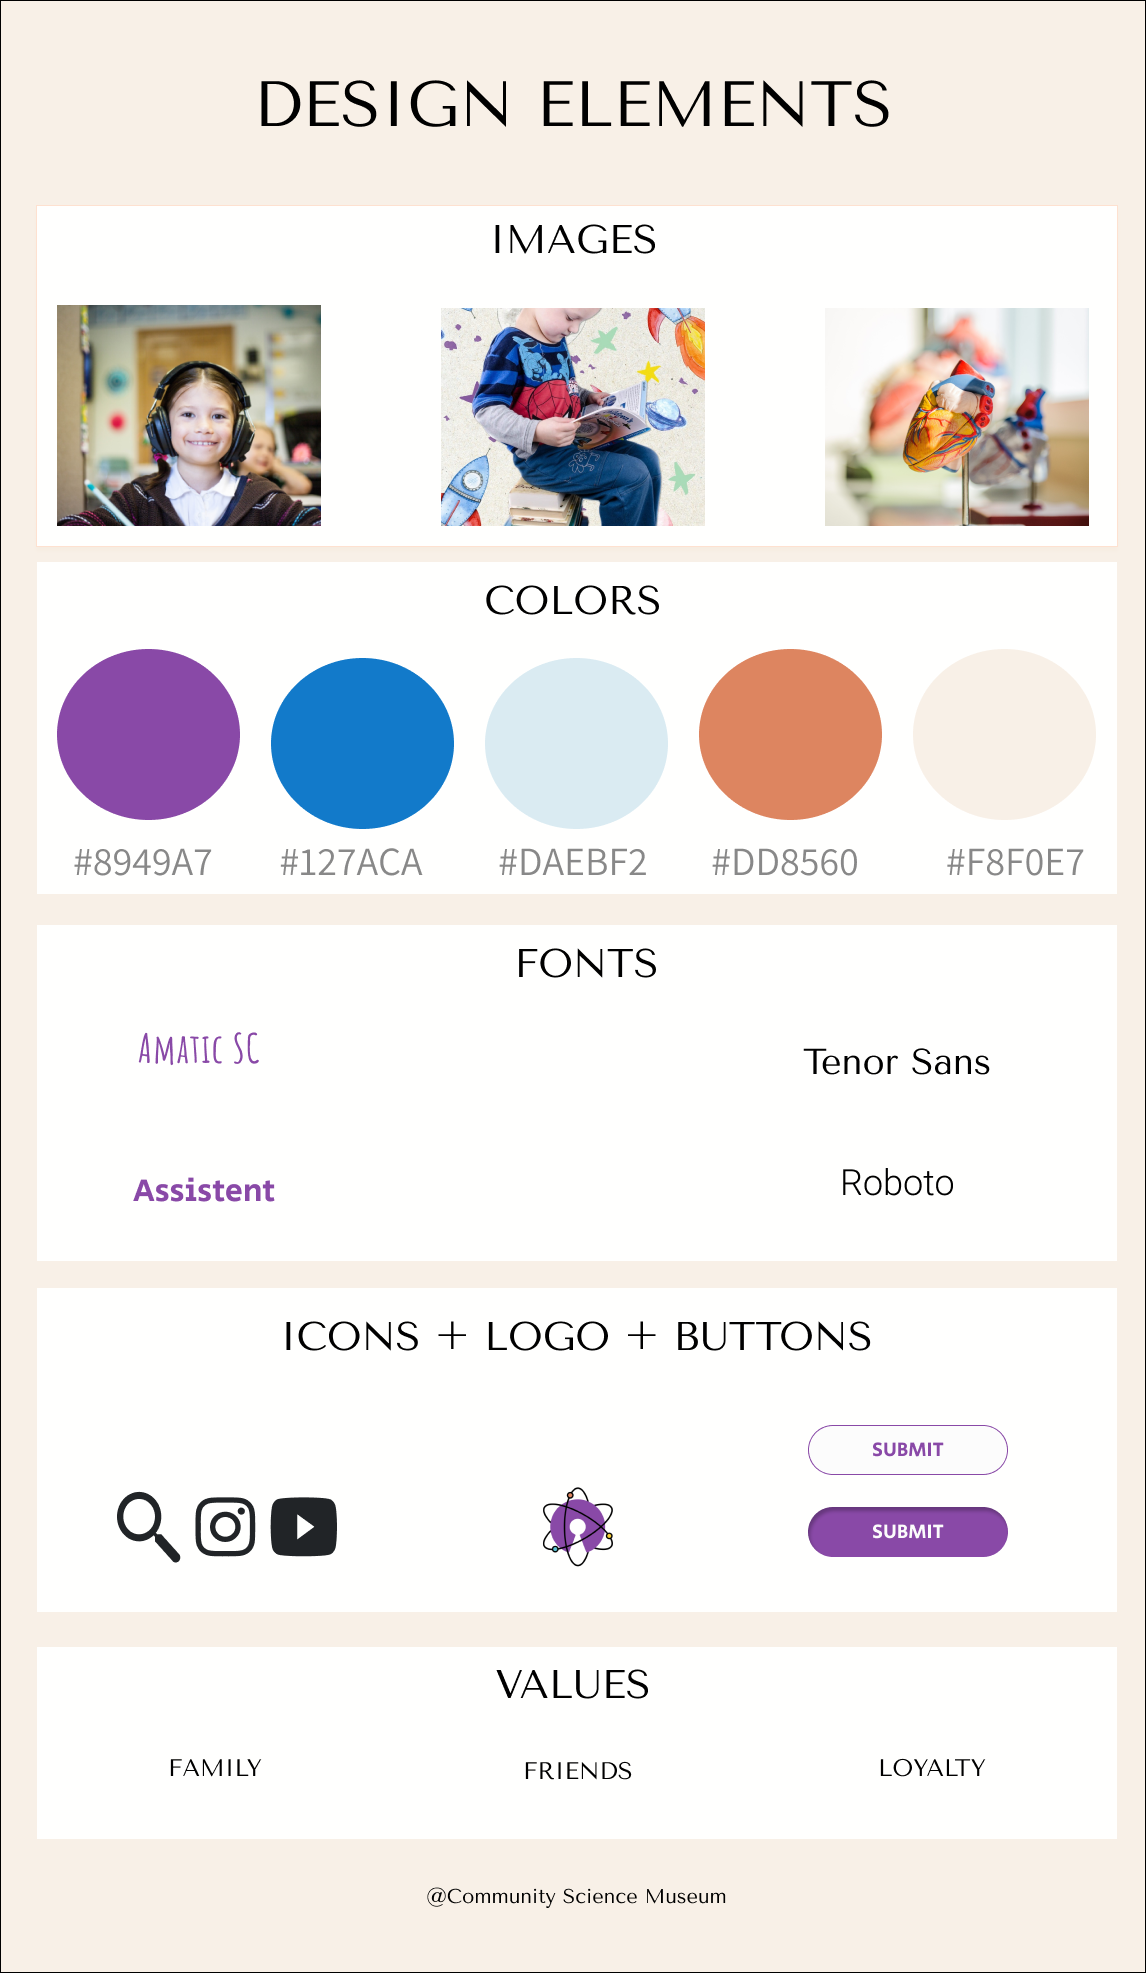 DESIGN ELEMENTS
IMAGES
COLORS
#8949A7
#127ACA
#DAEBF2
#DD8560
#F8F0E7
FONTS
Amatic SC
Tenor Sans
Assistent
Roboto
ICONS + LOGO + BUTTONS
SUBMIT
SUBMIT
VALUES
FAMILY
FRIENDS
LOYALTY
@Community Science Museum